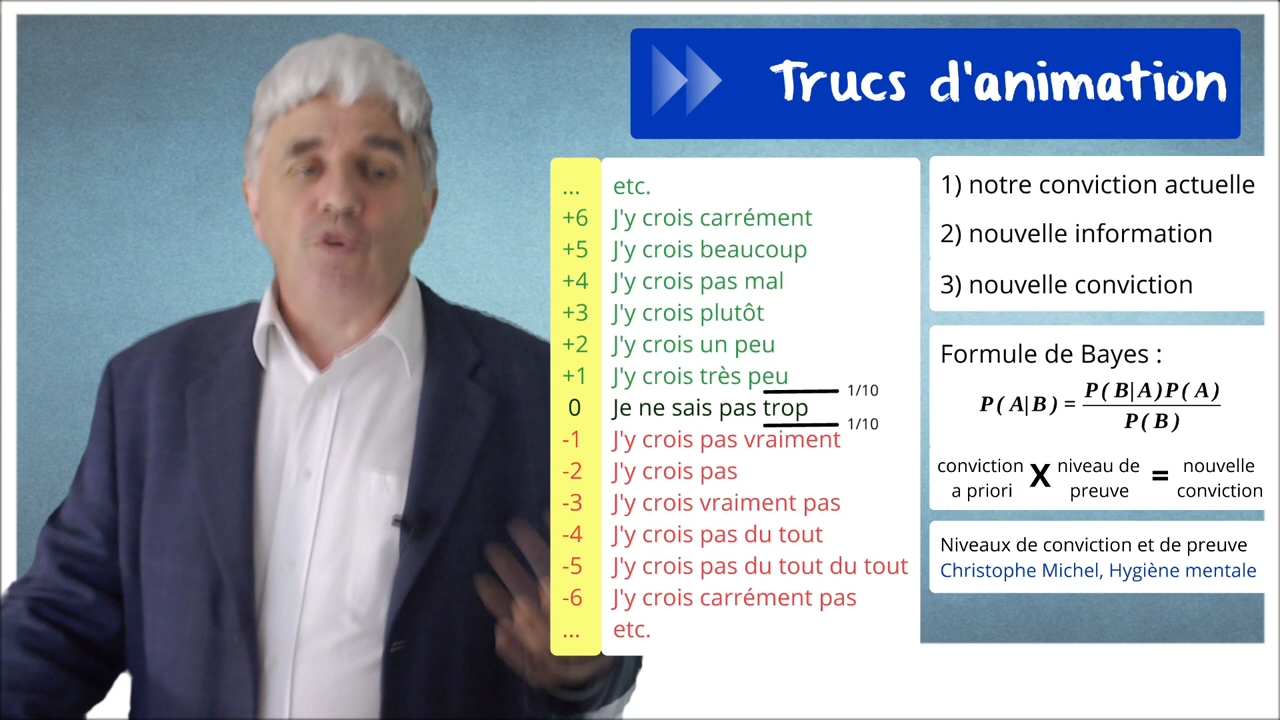 Trucs d'animation
... etc.
+6 J'y crois carrément
+5 J'y crois beaucoup
+4 J'y crois pas mal
+3 J'y crois plutôt
+2 J'y crois un peu
+1 J'y crois très peu
1/10
0 Je ne sais pas trop
1/10
-1 J'y crois pas vraiment
-2 J'y crois pas
-3 J'y crois vraiment pas
-4 J'y crois pas du tout
-5 J'y crois pas du tout du tout
-6 J'y crois carrément pas
... etc.
1) notre conviction actuelle
2) nouvelle information
3) nouvelle conviction
Formule de Bayes :
P(A|B) = P(B|A)P(A) / P(B)
conviction a priori X niveau de preuve = nouvelle conviction
Niveaux de conviction et de preuve
Christophe Michel, Hygiène mentale